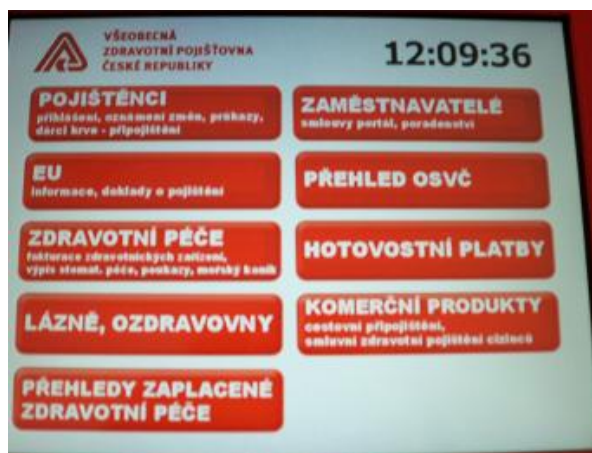 VŠEOBECNÁ
ZDRAVOTNÍ POJIŠŤOVNA
ČESKÉ REPUBLIKY
12:09:36
POJIŠTĚNCI
přihlášení, oznámení změn, průkazy,
dárci krve - připojištění
ZAMĚSTNAVATELÉ
smlouvy portál, poradenství
EU
informace, doklady o pojištění
PŘEHLED OSVČ
ZDRAVOTNÍ PÉČE
fakturace zdravotnických zařízení,
výpis stomat. péče, poukazy, mořský koník
HOTOVOSTNÍ PLATBY
LÁZNĚ, OZDRAVOVNY
KOMERČNÍ PRODUKTY
cestovní připojištění,
smluvní zdravotní pojištění cizinců
PŘEHLEDY ZAPLACENÉ
ZDRAVOTNÍ PÉČE